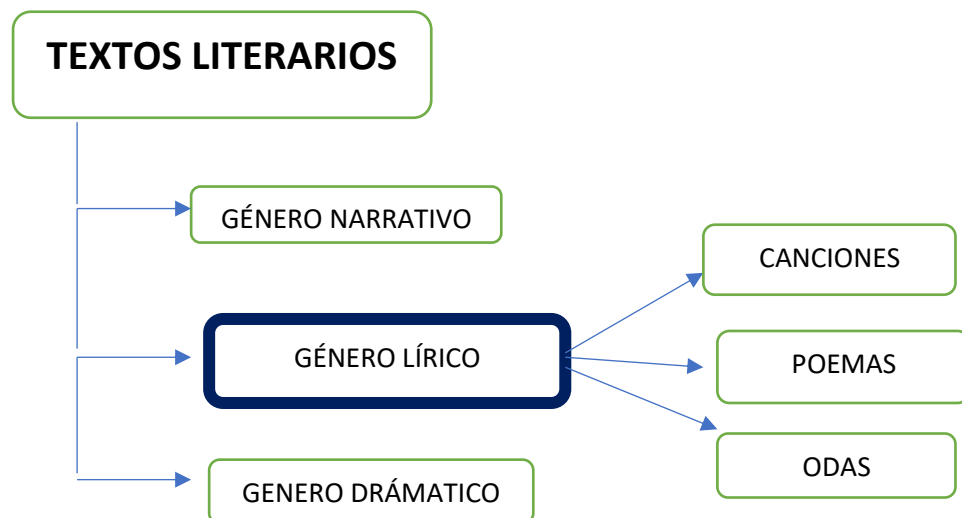 TEXTOS LITERARIOS
GÉNERO NARRATIVO
CANCIONES
GÉNERO LÍRICO
POEMAS
ODAS
GENERO DRÁMATICO